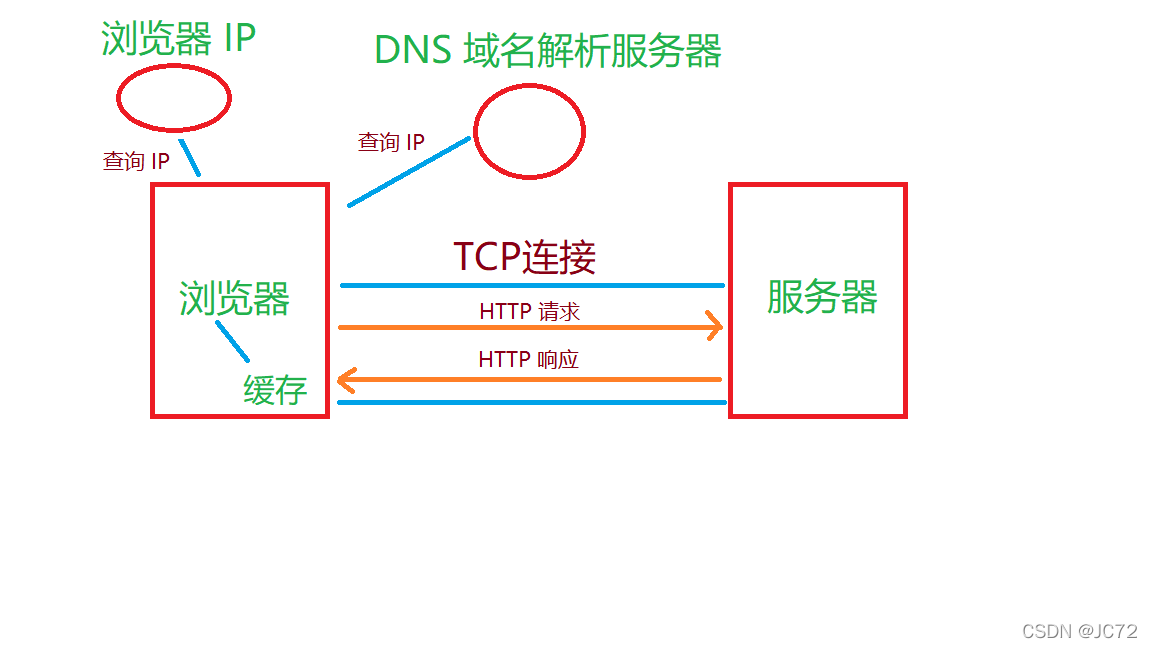 浏览器 IP
DNS 域名解析服务器
查询 IP
查询 IP
TCP连接
浏览器
服务器
HTTP 请求
HTTP 响应
缓存
CSDN @JC72